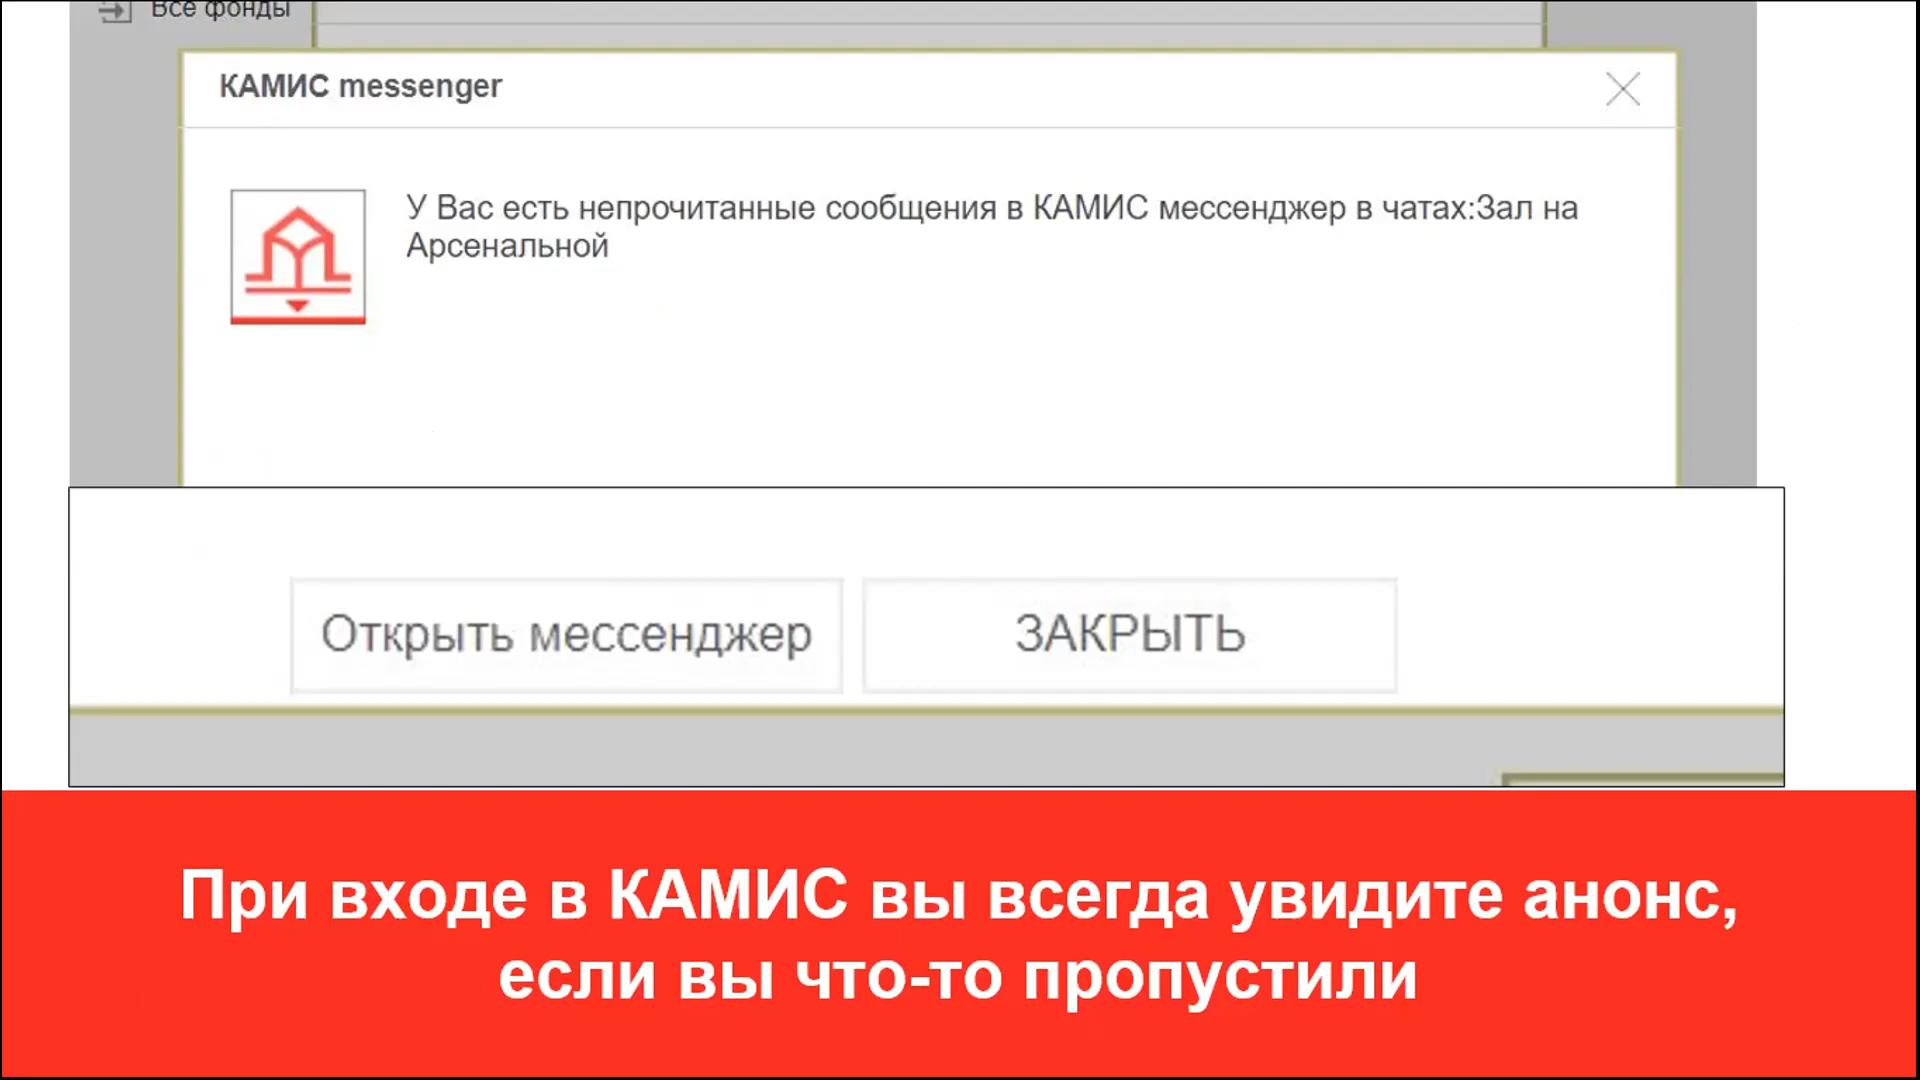 Все фонды
КАМИС messenger
У Вас есть непрочитанные сообщения в КАМИС мессенджер в чатах:Зал на
Арсенальной
Открыть мессенджер
ЗАКРЫТЬ
При входе в КАМИС вы всегда увидите анонс,
если вы что-то пропустили